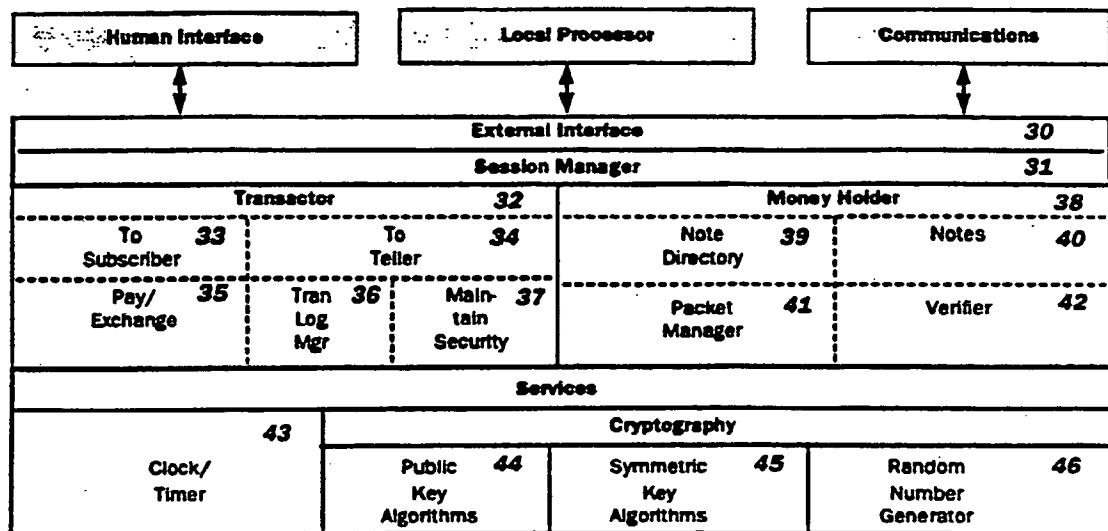 Human Interface Local Processor Communications
External Interface 30
Session Manager 31
Transactor 32 Money Holder 38
To 33 To 34 Note 39 Notes 40
Subscriber Teller Directory
Pay/ 35 Tran 36 Main- 37 Packet 41 Verifier 42
Exchange Log tain Manager
Mgr Security
Services
43 Cryptography
Clock/ Public 44 Symmetric 45 Random 46
Timer Key Key Number
Algorithms Algorithms Generator